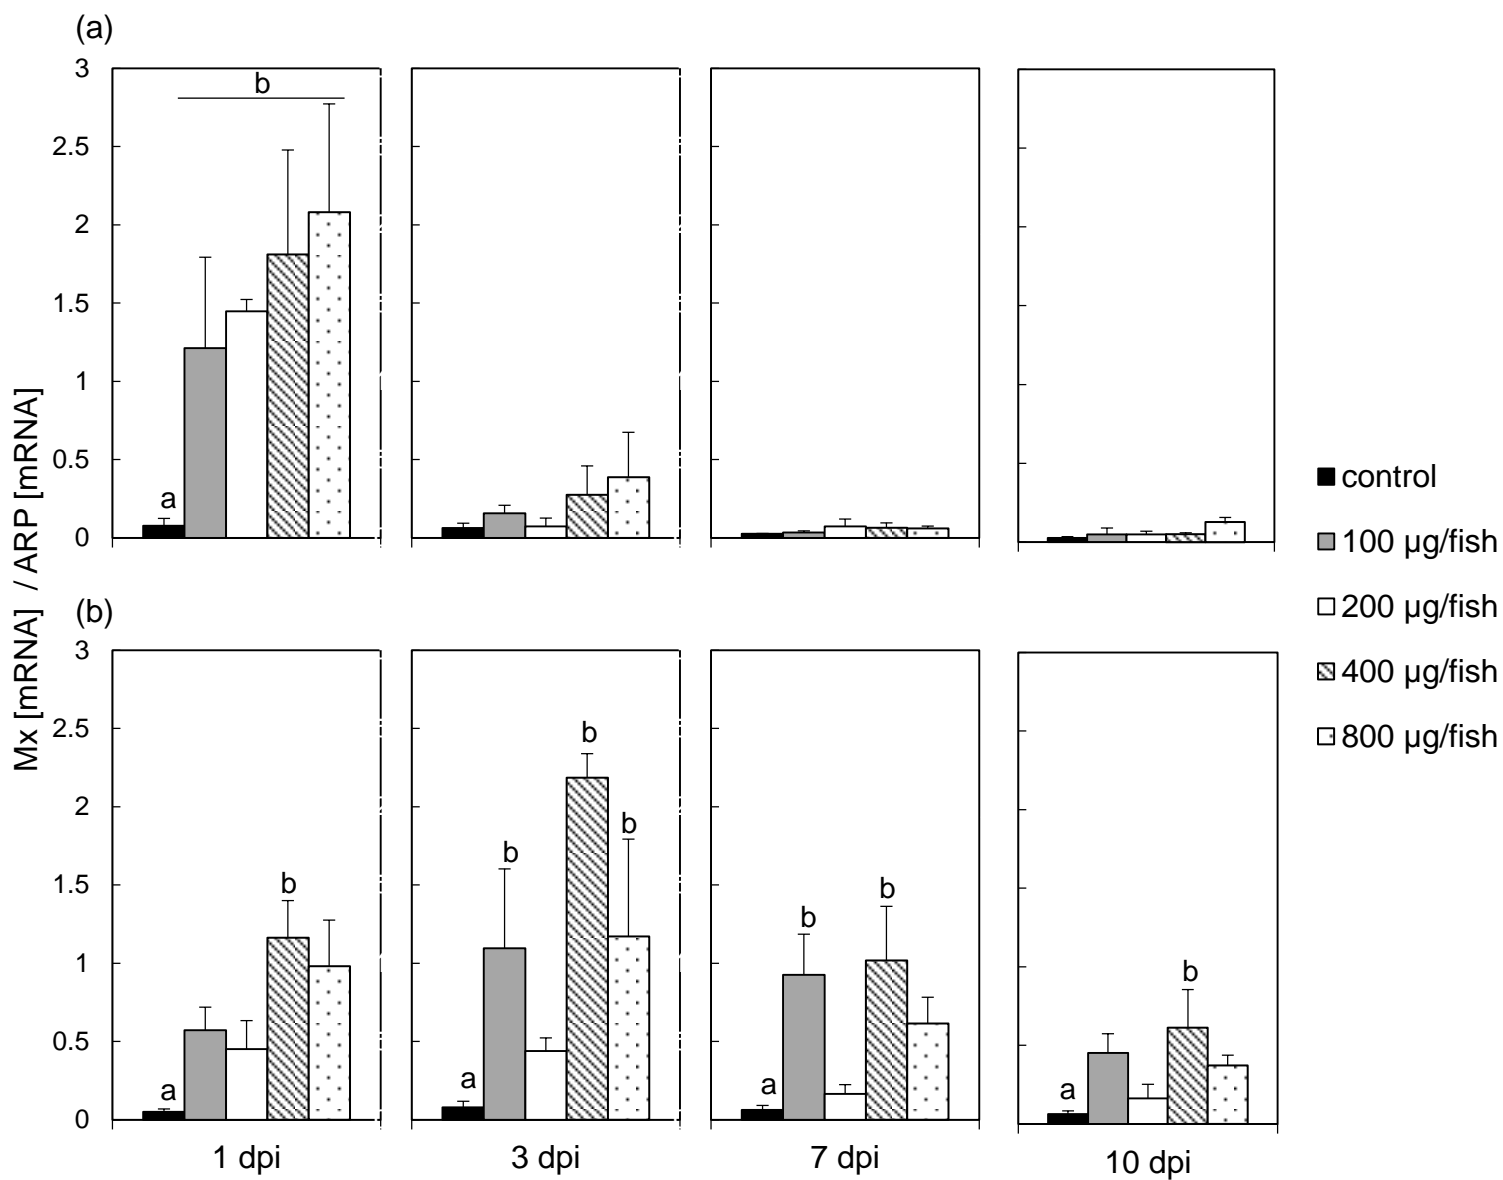 (a)
3
2.5
2
1.5
1
0.5
0
b
a
(b)
3
2.5
2
1.5
1
0.5
0
a
b
a
b
b
b
a
b
b
a
b
1 dpi
3 dpi
7 dpi
10 dpi
Mx [mRNA] / ARP [mRNA]
control
100 µg/fish
200 µg/fish
400 µg/fish
800 µg/fish